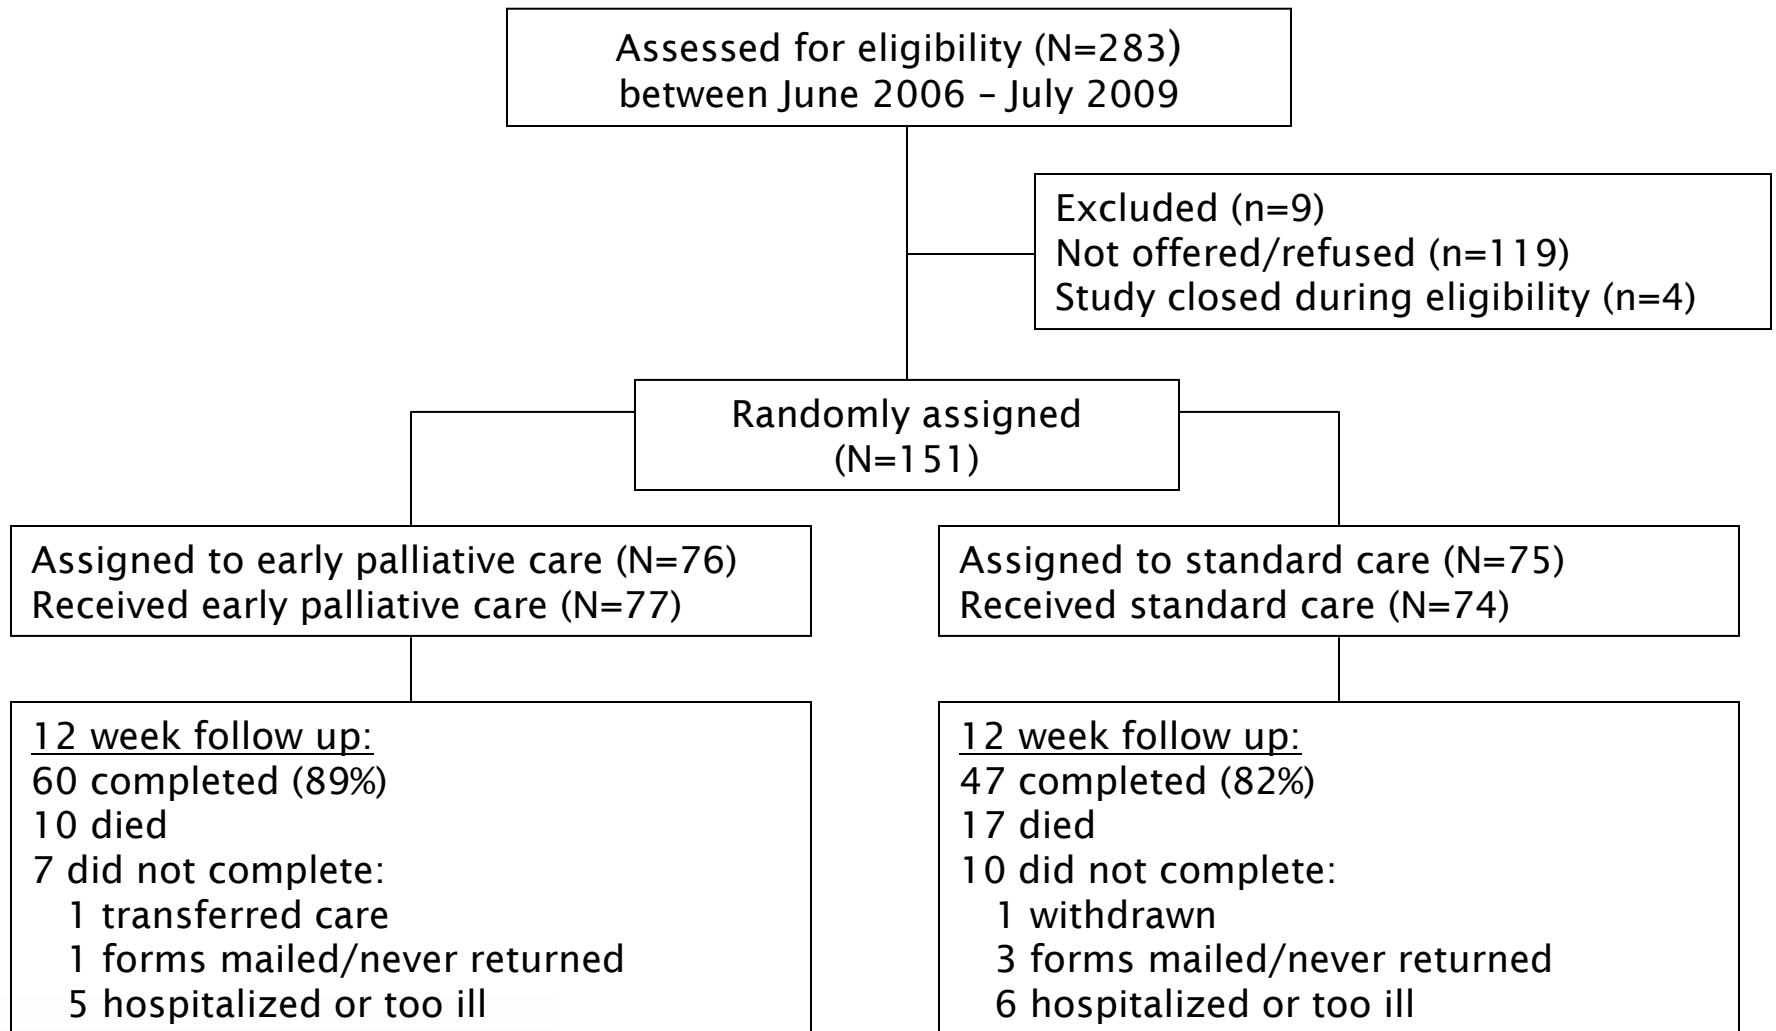 Assessed for eligibility (N=283)
between June 2006 – July 2009
Excluded (n=9)
Not offered/refused (n=119)
Study closed during eligibility (n=4)
Randomly assigned
(N=151)
Assigned to early palliative care (N=76)
Received early palliative care (N=77)
Assigned to standard care (N=75)
Received standard care (N=74)
12 week follow up:
60 completed (89%)
10 died
7 did not complete:
1 transferred care
1 forms mailed/never returned
5 hospitalized or too ill
12 week follow up:
47 completed (82%)
17 died
10 did not complete:
1 withdrawn
3 forms mailed/never returned
6 hospitalized or too ill